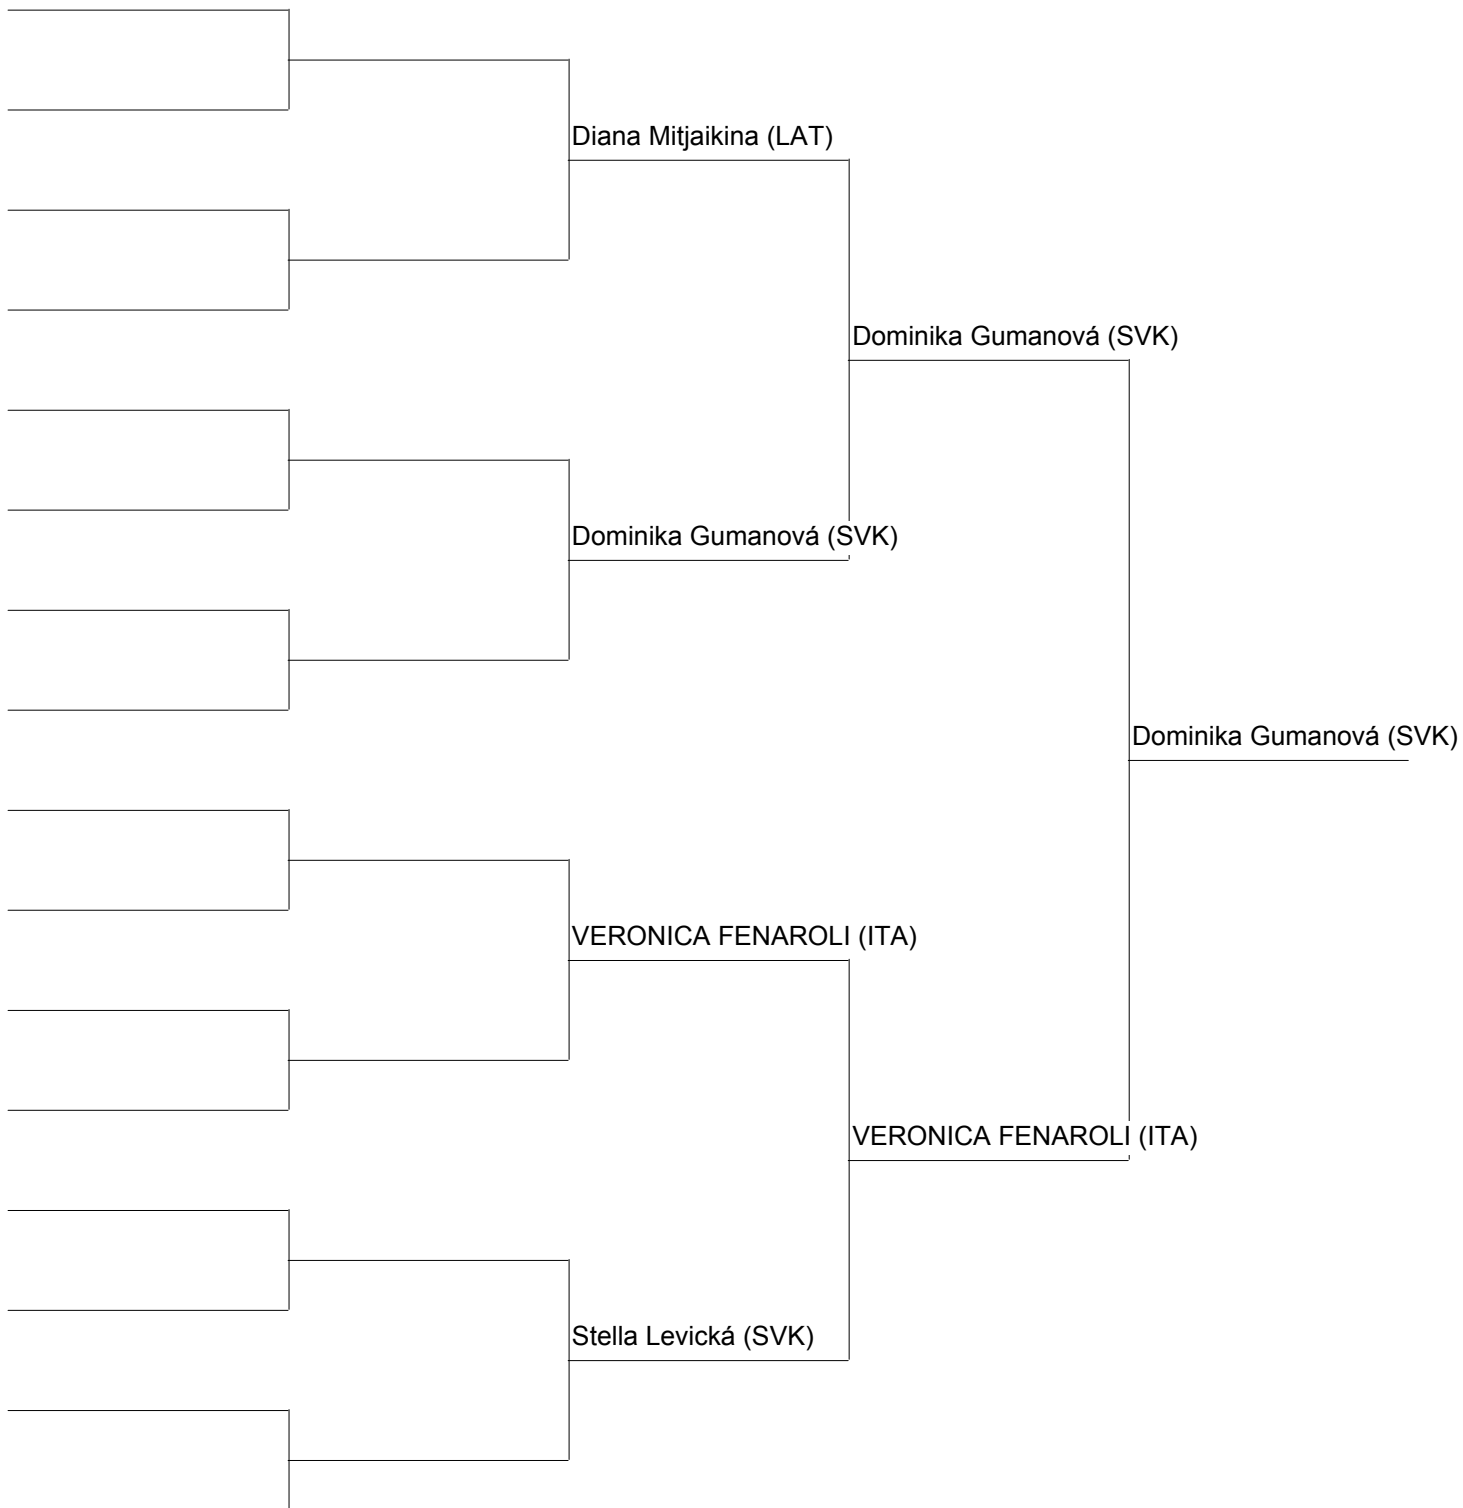 Diana Mitjaikina (LAT)
Dominika Gumanová (SVK)
Dominika Gumanová (SVK)
Dominika Gumanová (SVK)
VERONICA FENAROLI (ITA)
VERONICA FENAROLI (ITA)
Stella Levická (SVK)